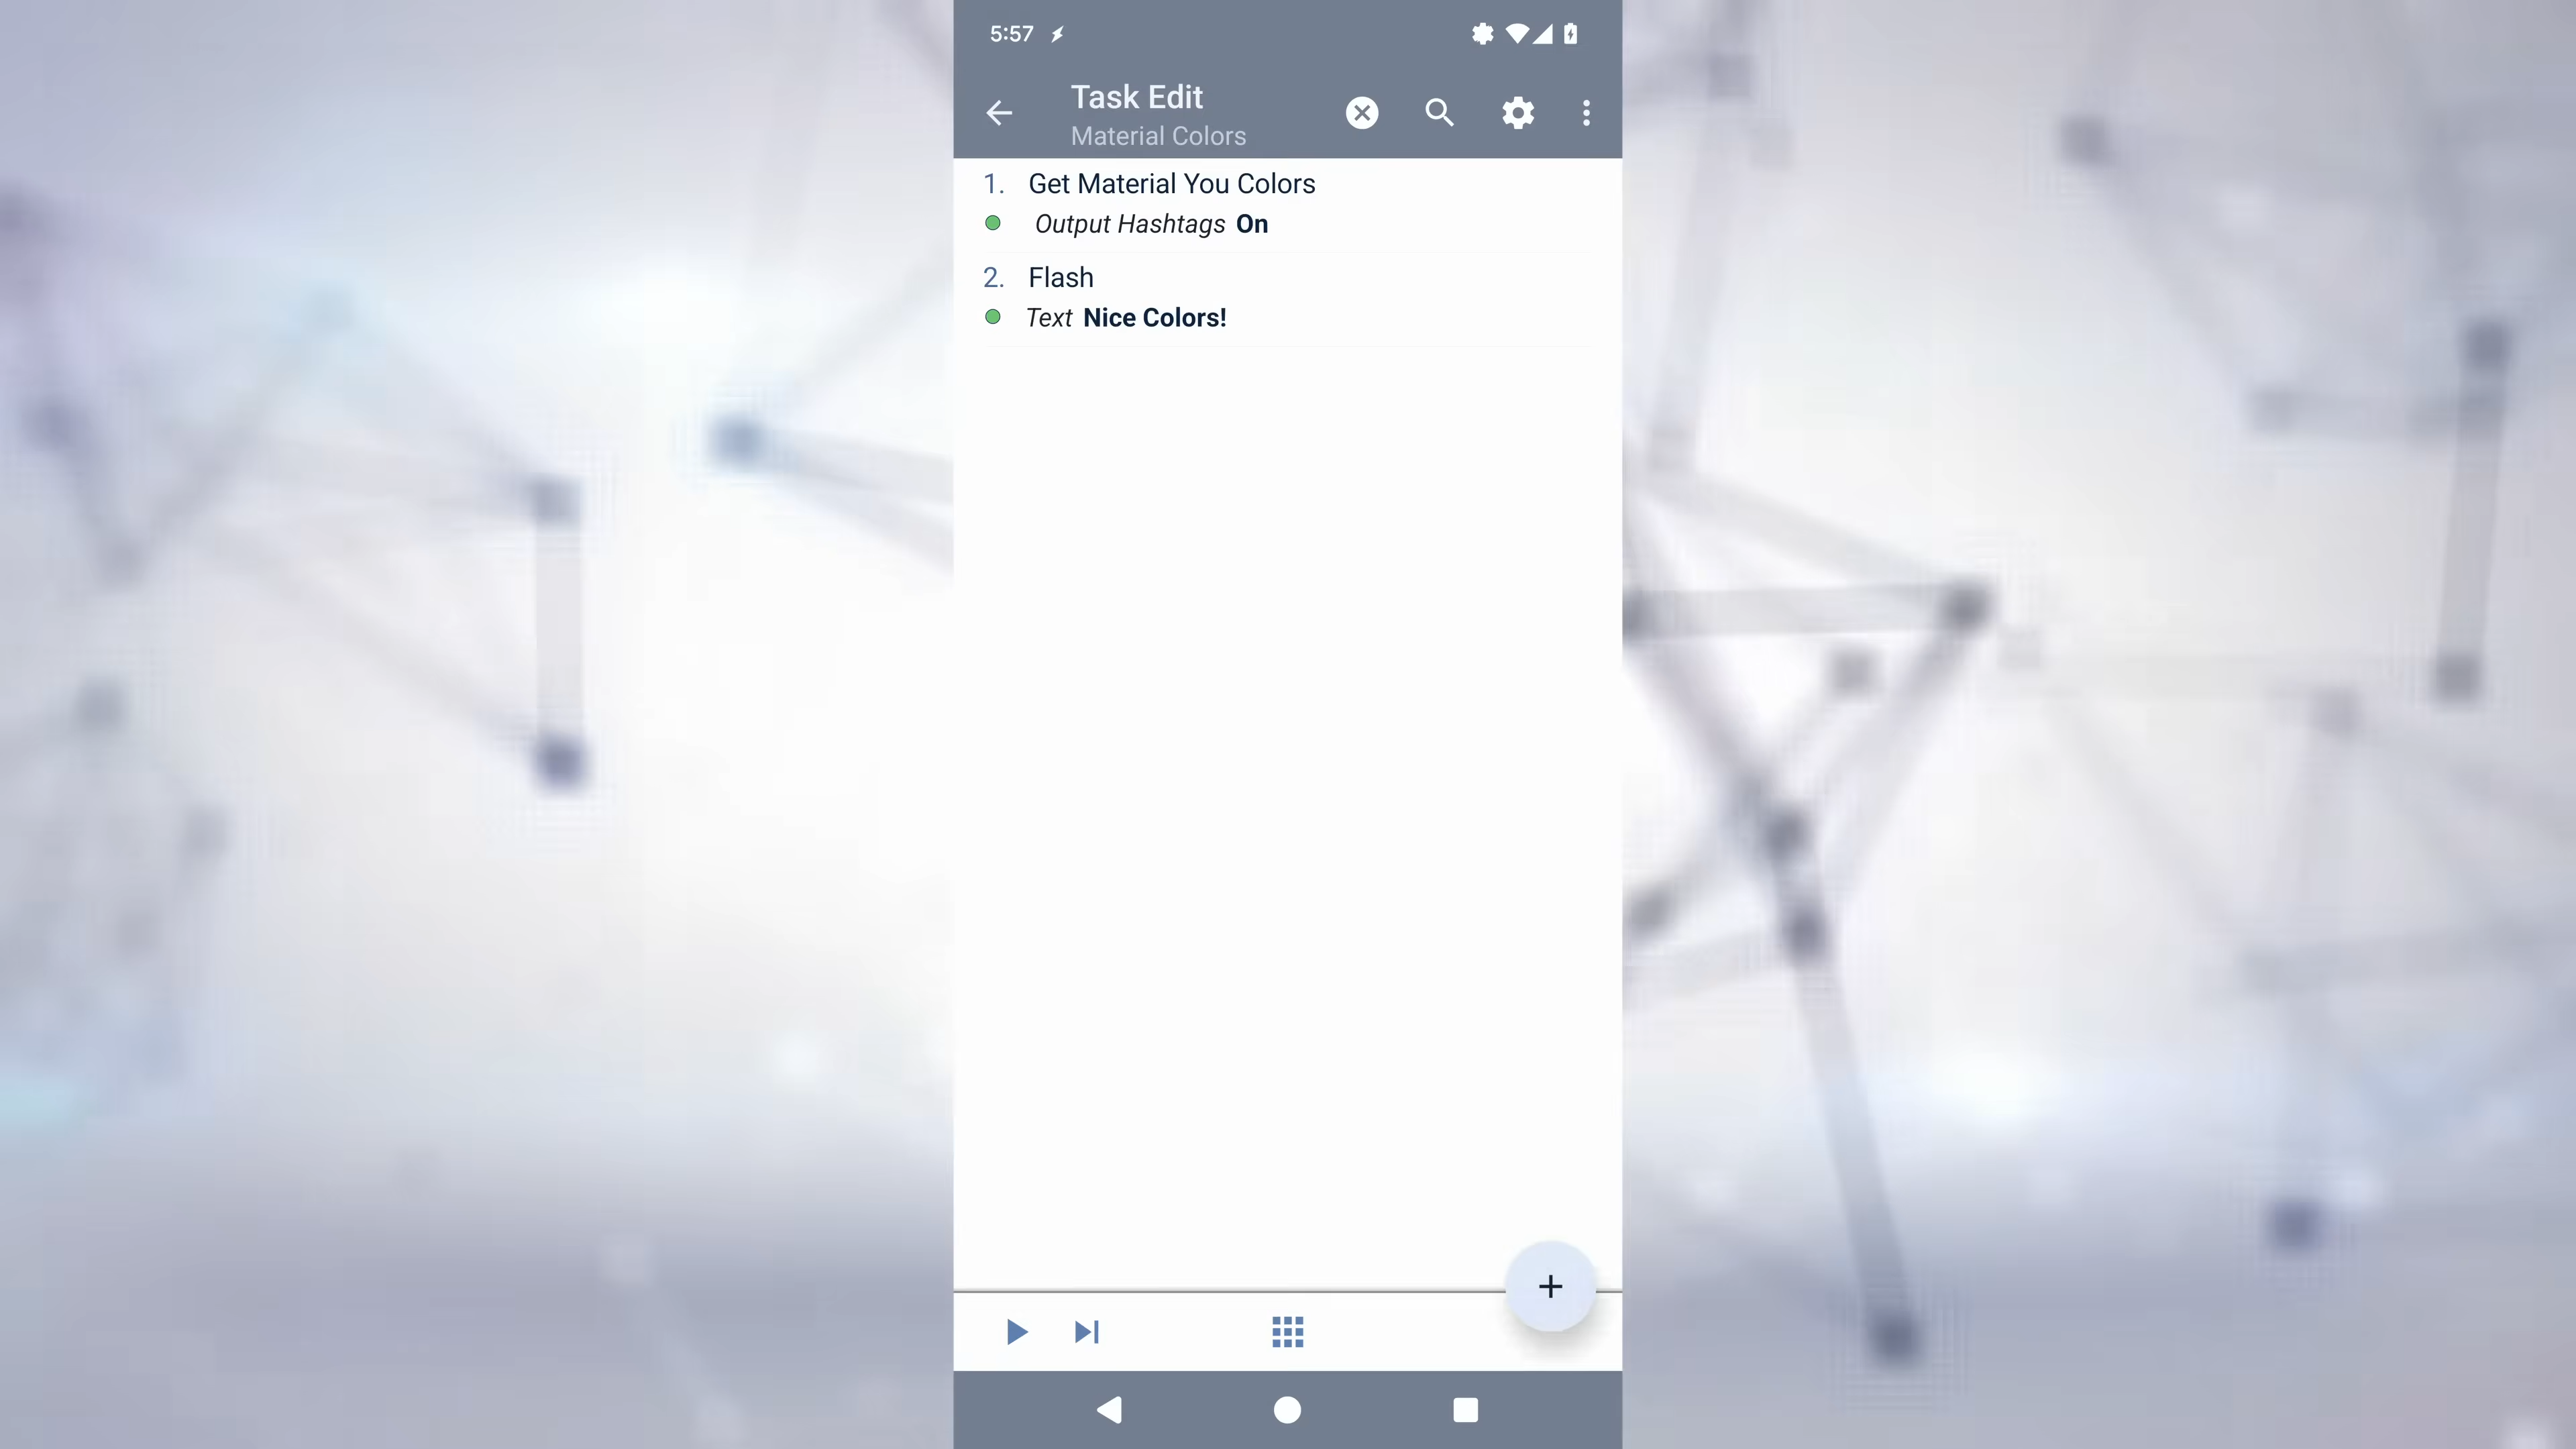 5:57
Task Edit
Material Colors
1. Get Material You Colors
Output Hashtags On
2. Flash
Text Nice Colors!